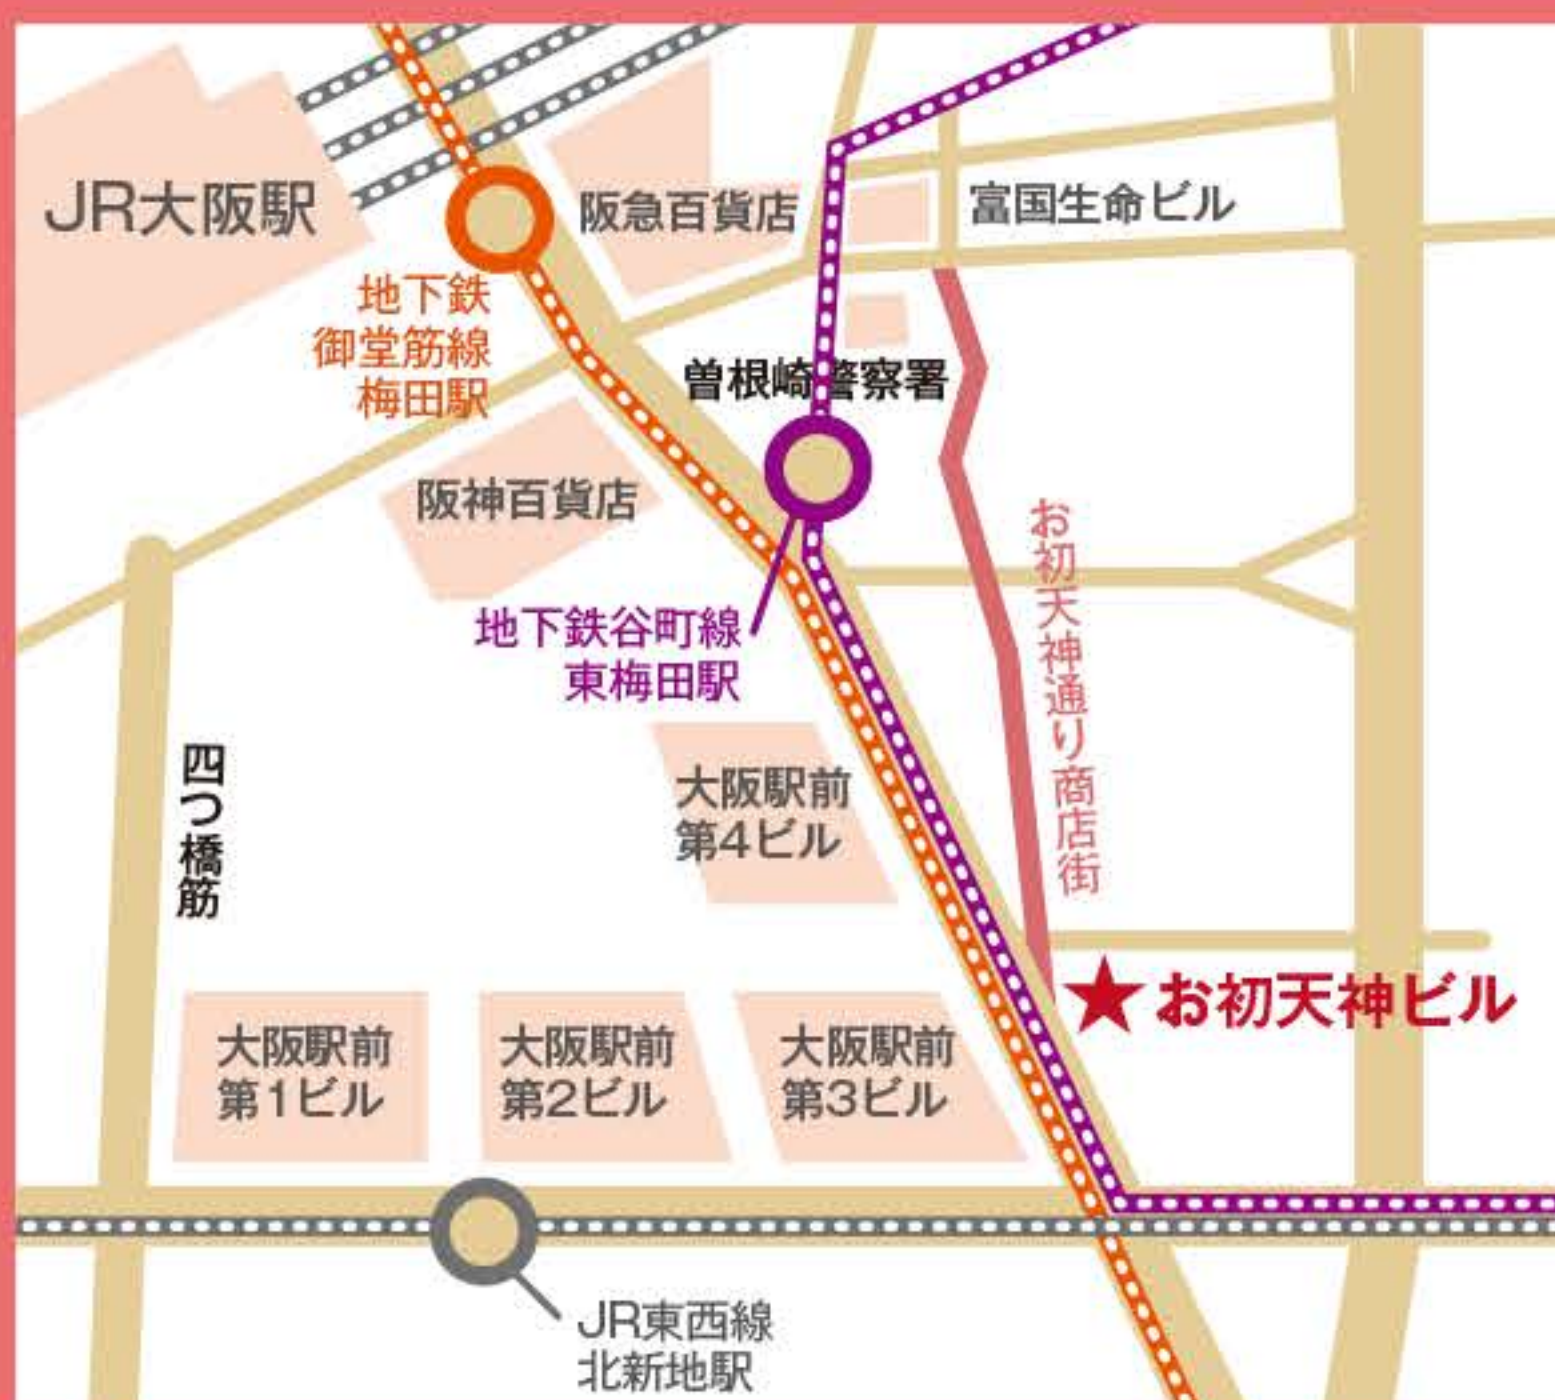 JR大阪駅
阪急百貨店
富国生命ビル
地下鉄
御堂筋線
梅田駅
曽根崎警察署
阪神百貨店
お初天神通り商店街
地下鉄谷町線
東梅田駅
四つ橋筋
大阪駅前
第4ビル
★お初天神ビル
大阪駅前
第1ビル
大阪駅前
第2ビル
大阪駅前
第3ビル
JR東西線
北新地駅